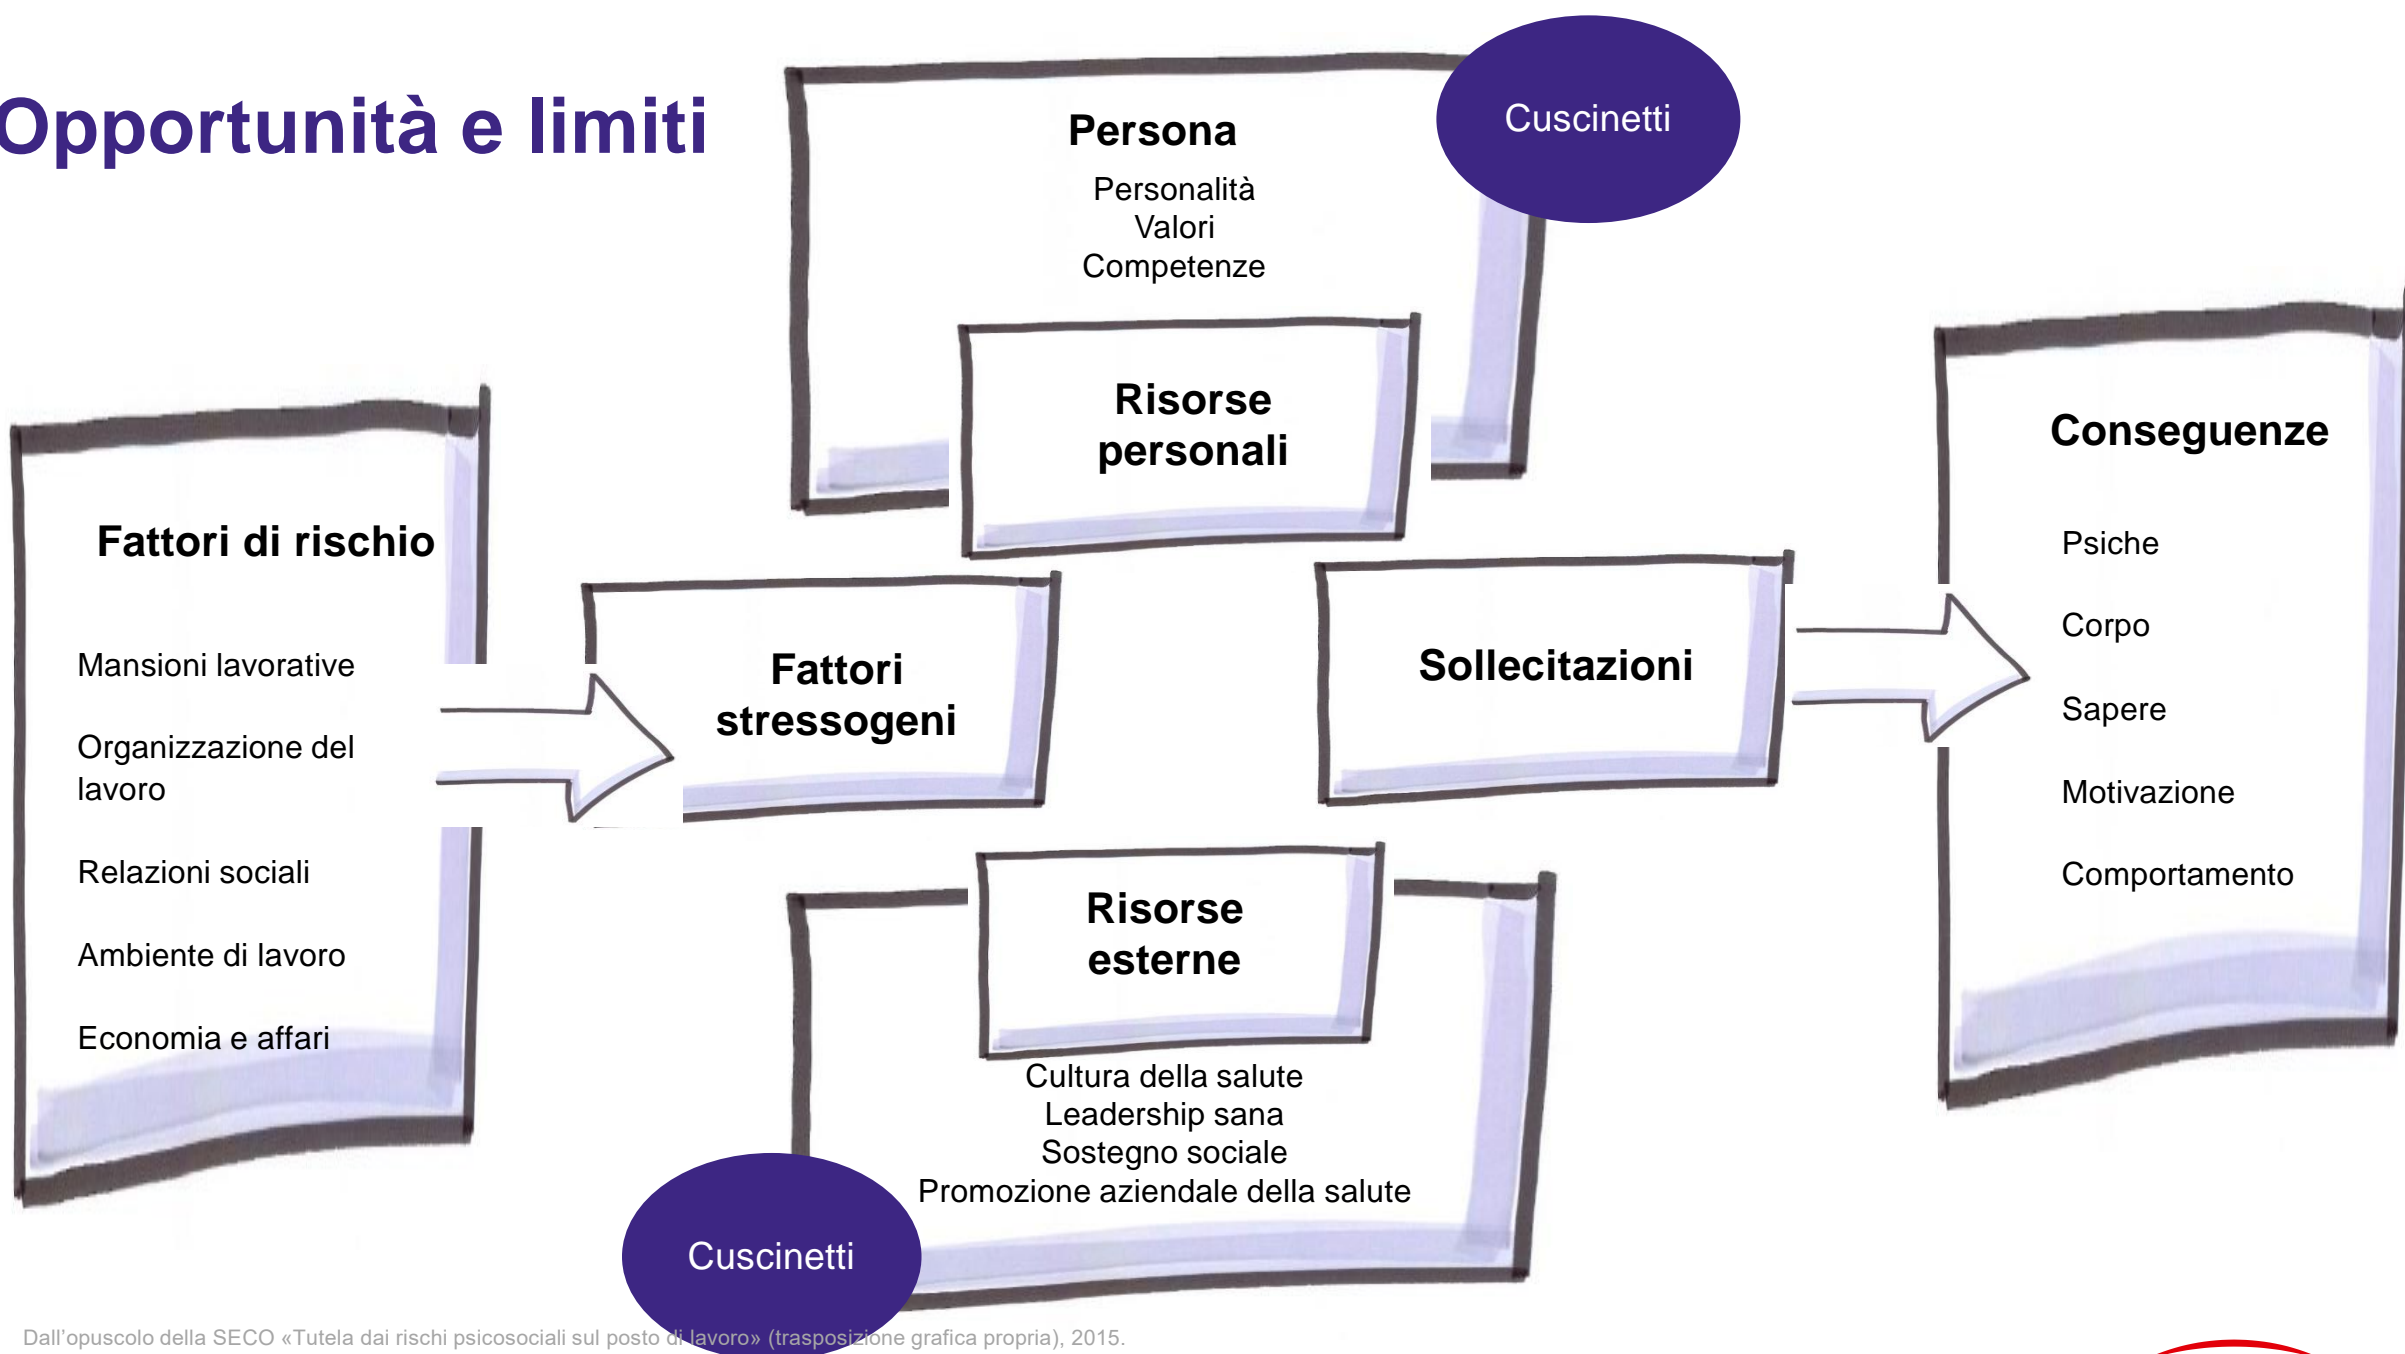 Opportunità e limiti
Persona
Personalità
Valori
Competenze
Cuscinetti
Risorse
personali
Fattori di rischio
Mansioni lavorative
Organizzazione del
lavoro
Relazioni sociali
Ambiente di lavoro
Economia e affari
Fattori
stressogeni
Sollecitazioni
Conseguenze
Psiche
Corpo
Sapere
Motivazione
Comportamento
Risorse
esterne
Cultura della salute
Leadership sana
Sostegno sociale
Promozione aziendale della salute
Cuscinetti
Dall'opuscolo della SECO «Tutela dai rischi psicosociali sul posto di lavoro» (trasposizione grafica propria), 2015.